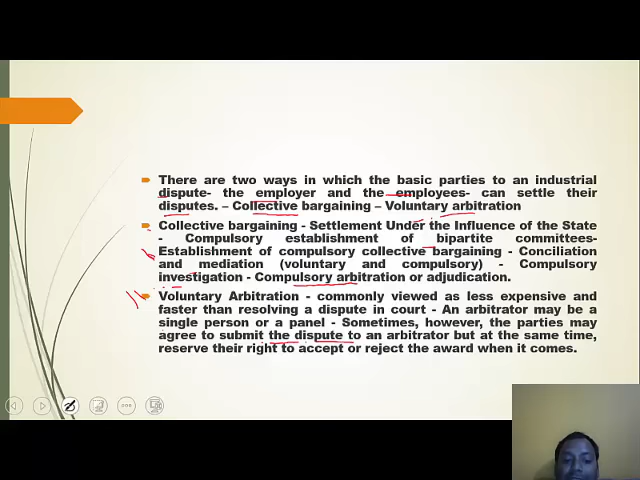 There are two ways in which the basic parties to an industrial
dispute- the employer and the employees- can settle their
disputes. – Collective bargaining – Voluntary arbitration
Collective bargaining - Settlement Under the Influence of the State
- Compulsory establishment of bipartite committees-
Establishment of compulsory collective bargaining - Conciliation
and mediation (voluntary and compulsory) - Compulsory
investigation - Compulsory arbitration or adjudication.
Voluntary Arbitration - commonly viewed as less expensive and
faster than resolving a dispute in court - An arbitrator may be a
single person or a panel - Sometimes, however, the parties may
agree to submit the dispute to an arbitrator but at the same time,
reserve their right to accept or reject the award when it comes.